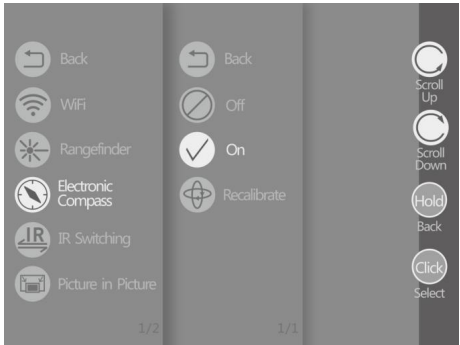 Back
WiFi
Rangefinder
Electronic
Compass
IR
IR Switching
Picture in Picture
1/2
Back
Off
On
Recalibrate
1/1
Scroll
Up
Scroll
Down
Hold
Back
Click
Select